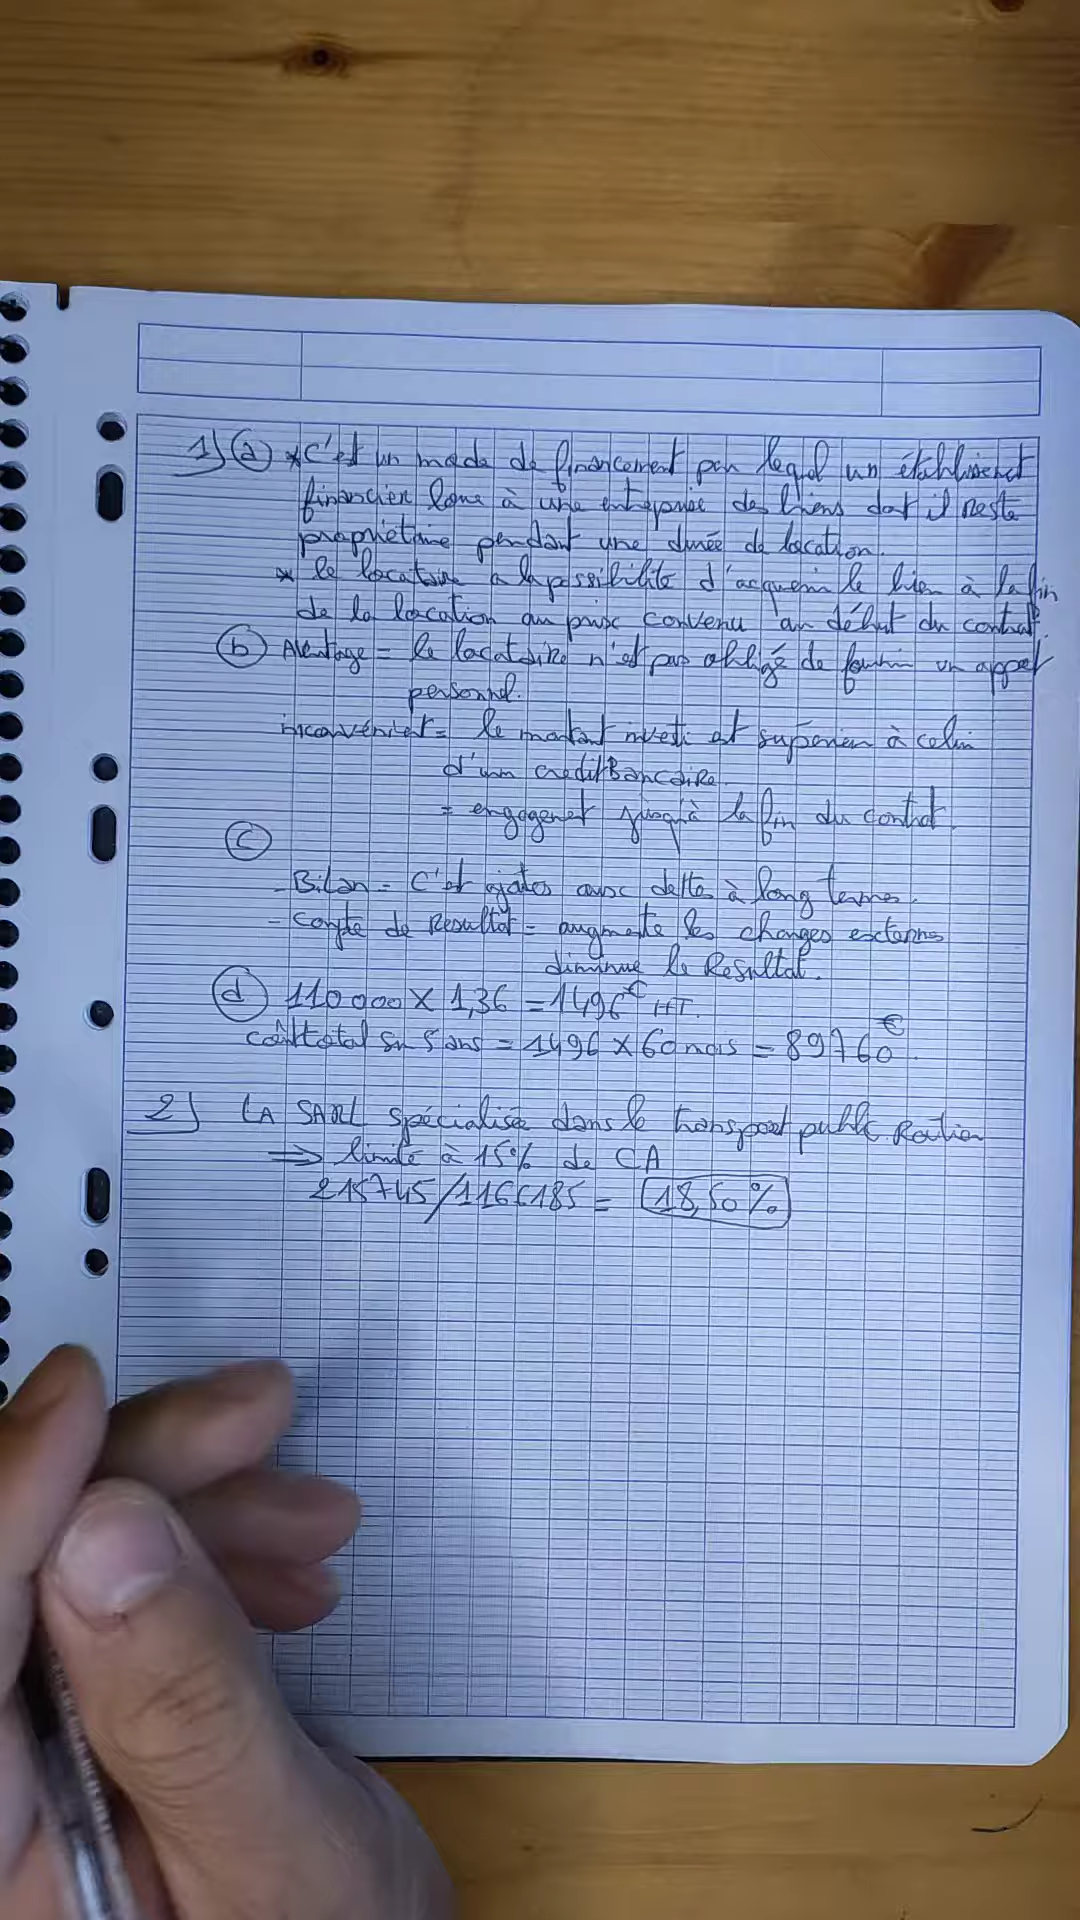 1) (a) * C'est un mode de financement par lequel un établissement
financier loue à une entreprise des biens dont il reste
propriétaire pendant une durée de location.
* le locataire a la possibilité d'acquerir le bien à la fin
de la location au prix convenu au début du contrat.
(b) Avantage = le locataire n'est pas obligé de fournir un apport
personnel.
inconvénient = le montant investi est supérieur à celui
d'un crédit Bancaire.
= engagement jusqu'à la fin du contrat
(c)
- Bilan = C'est ajouter aux dettes à long termes.
- Compte de Resultat = augmente les charges externes
diminue le Resultat.
(d) 110 000 x 1,36 = 1496€ HT.
coût total sur 5 ans = 1496 x 60 mois = 89760€.
2) LA SARL spécialisée dans le transport public Routier
⇒ limité à 15% de CA
215745/1166185 = 18,50%